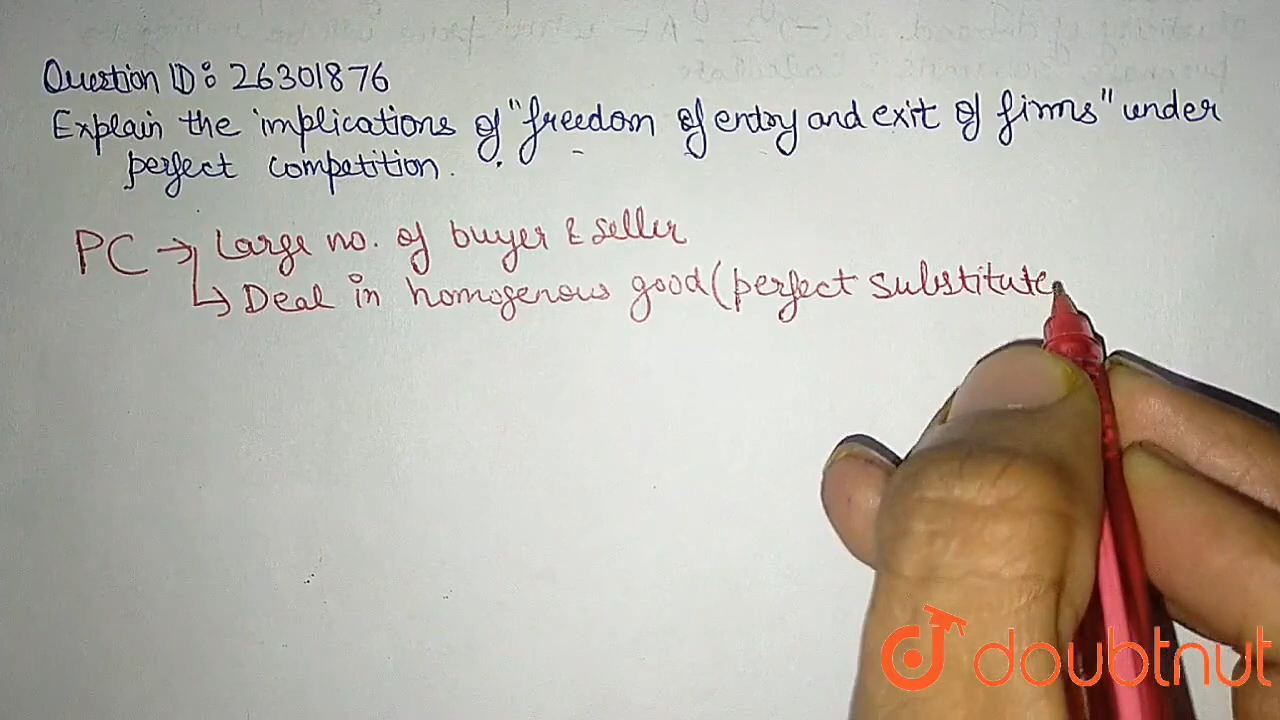 Question ID: 26301876
Explain the implications of "freedom of entry and exit of firms" under
perfect competition.
PC → Large no. of buyer & seller
↳ Deal in homogenous good (perfect substitute
doubtnut